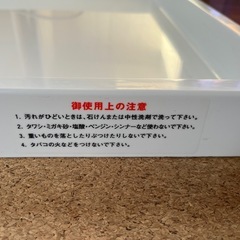 御使用上の注意
1. 汚れがひどいときは、石けんまたは中性洗剤で洗って下さい。
2. タワシ・ミガキ砂・塩酸・ベンジン・シンナーなど使わないで下さい。
3. 重いものを落としたりぶつけたりしないで下さい。
4. タバコの火などをつけないで下さい。